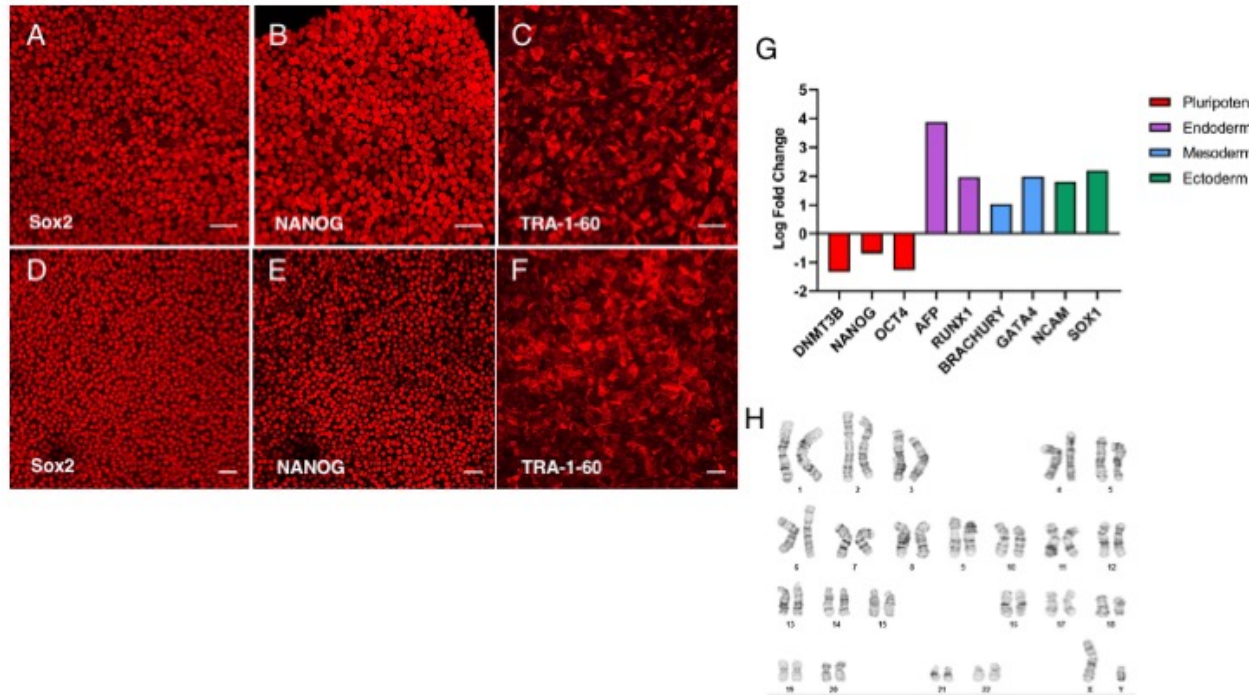 A
B
C
Sox2
NANOG
TRA-1-60
D
E
F
Sox2
NANOG
TRA-1-60
G
Log Fold Change
5
4
3
2
1
0
-1
-2
DNMT3B
NANOG
OCT4
AFP
RUNX1
BRACHURY
GATA4
NCAM
SOX1
Pluripoten
Endoderm
Mesoderm
Ectoderm
H
1 2 3 4 5
6 7 8 9 10 11 12
13 14 15 16 17 18
19 20 21 22 X Y